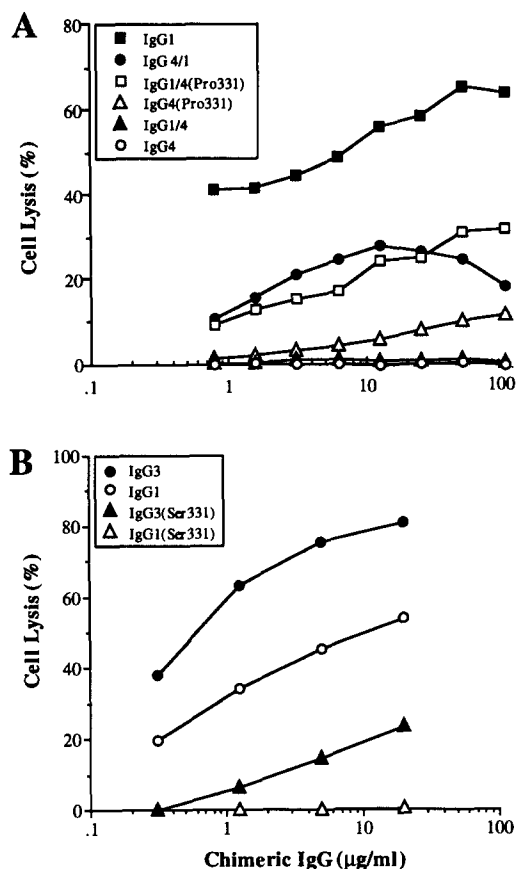 A
80
60
40
20
0
Cell Lysis (%)
IgG1
IgG 4/1
IgG1/4(Pro331)
IgG4(Pro331)
IgG1/4
IgG4
.1
1
10
100
B
100
80
60
40
20
0
Cell Lysis (%)
IgG3
IgG1
IgG3(Ser331)
IgG1(Ser331)
.1
1
10
100
Chimeric IgG (μg/ml)